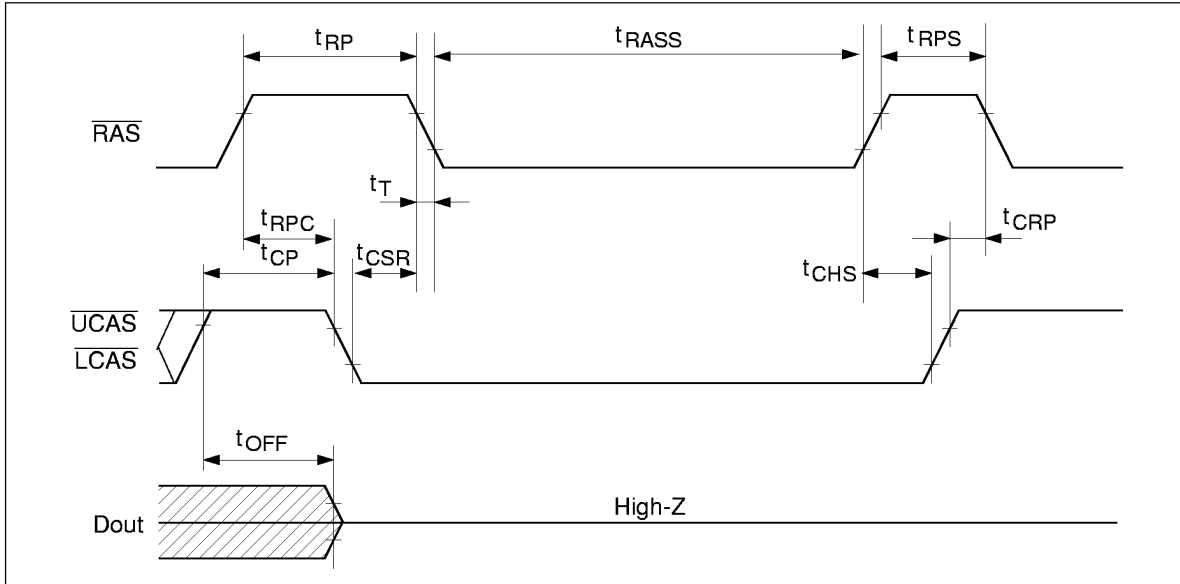 tRP
tRASS
tRPS
RAS
tT
tRPC
tCRP
tCP
tCSR
tCHS
UCAS
LCAS
tOFF
Dout
High-Z